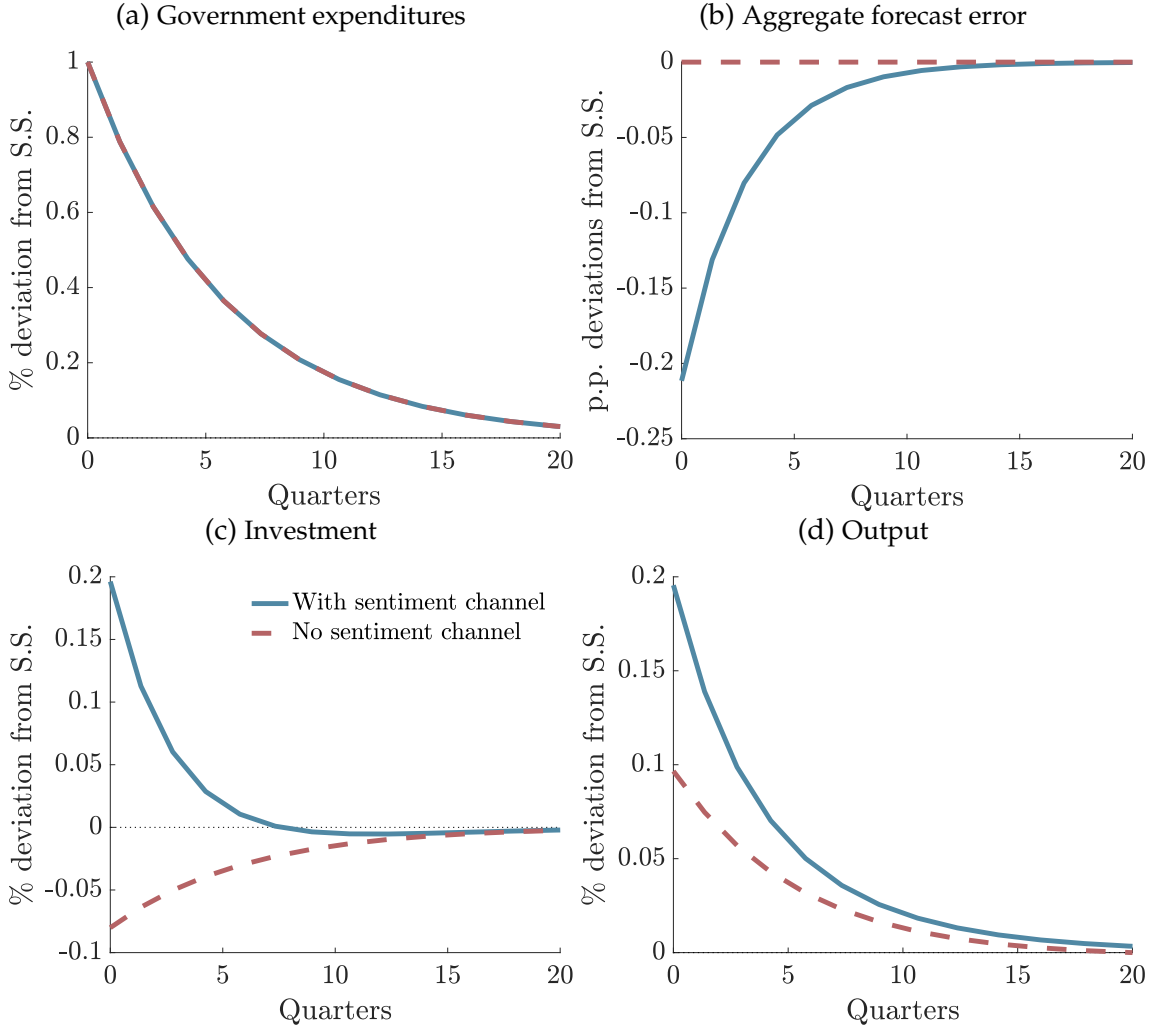 (a) Government expenditures
% deviation from S.S.
1
0.8
0.6
0.4
0.2
0
0 5 10 15 20
Quarters
(b) Aggregate forecast error
p.p. deviations from S.S.
0
-0.05
-0.1
-0.15
-0.2
-0.25
0 5 10 15 20
Quarters
(c) Investment
% deviation from S.S.
0.2
0.15
0.1
0.05
0
-0.05
-0.1
With sentiment channel
No sentiment channel
0 5 10 15 20
Quarters
(d) Output
% deviation from S.S.
0.2
0.15
0.1
0.05
0
0 5 10 15 20
Quarters